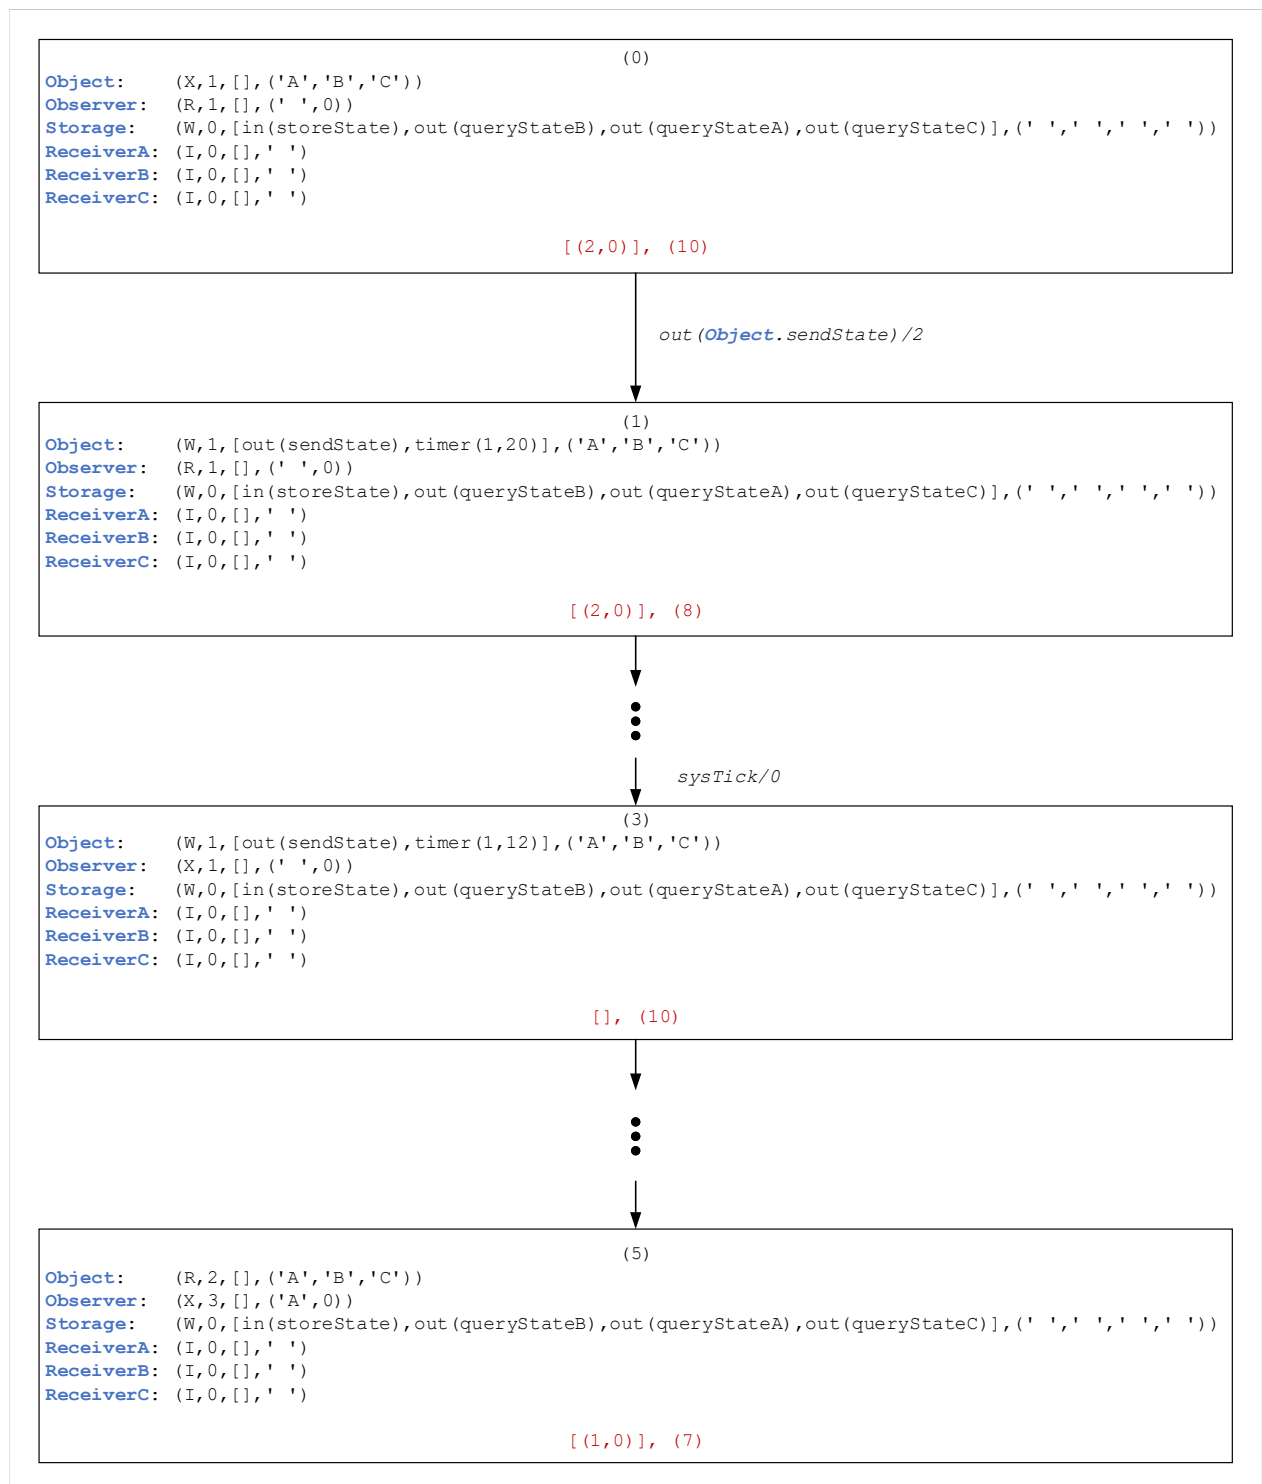 (0)
Object: (X,1,[],('A','B','C'))
Observer: (R,1,[],(' ',0))
Storage: (W,0,[in(storeState),out(queryStateB),out(queryStateA),out(queryStateC)],(' ',' ',' ',' '))
ReceiverA: (I,0,[],' ')
ReceiverB: (I,0,[],' ')
ReceiverC: (I,0,[],' ')
[(2,0)], (10)
out(Object.sendState)/2
(1)
Object: (W,1,[out(sendState),timer(1,20)],('A','B','C'))
Observer: (R,1,[],(' ',0))
Storage: (W,0,[in(storeState),out(queryStateB),out(queryStateA),out(queryStateC)],(' ',' ',' ',' '))
ReceiverA: (I,0,[],' ')
ReceiverB: (I,0,[],' ')
ReceiverC: (I,0,[],' ')
[(2,0)], (8)
sysTick/0
(3)
Object: (W,1,[out(sendState),timer(1,12)],('A','B','C'))
Observer: (X,1,[],(' ',0))
Storage: (W,0,[in(storeState),out(queryStateB),out(queryStateA),out(queryStateC)],(' ',' ',' ',' '))
ReceiverA: (I,0,[],' ')
ReceiverB: (I,0,[],' ')
ReceiverC: (I,0,[],' ')
[], (10)
(5)
Object: (R,2,[],('A','B','C'))
Observer: (X,3,[],('A',0))
Storage: (W,0,[in(storeState),out(queryStateB),out(queryStateA),out(queryStateC)],(' ',' ',' ',' '))
ReceiverA: (I,0,[],' ')
ReceiverB: (I,0,[],' ')
ReceiverC: (I,0,[],' ')
[(1,0)], (7)